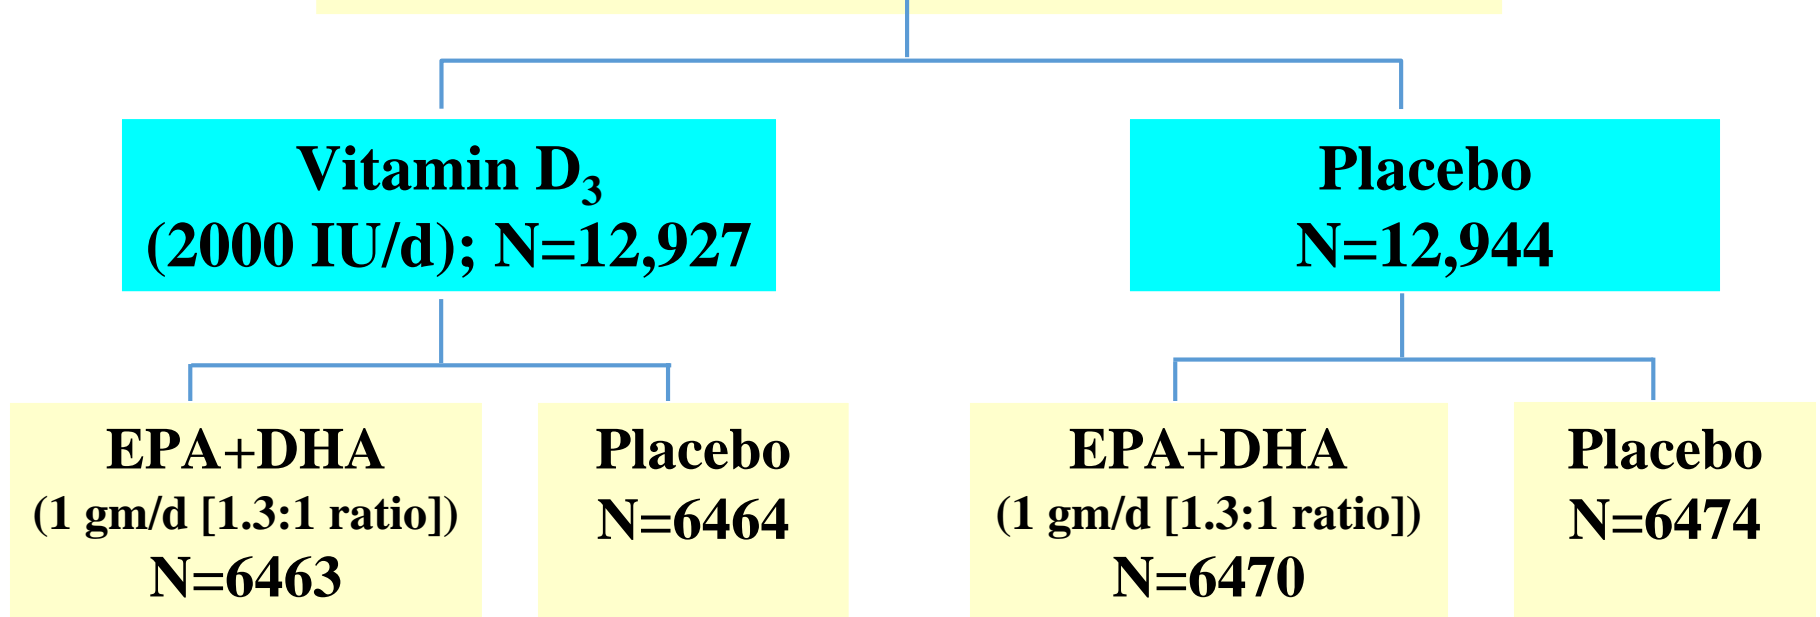 Vitamin D₃
(2000 IU/d); N=12,927
Placebo
N=12,944
EPA+DHA
(1 gm/d [1.3:1 ratio])
N=6463
Placebo
N=6464
EPA+DHA
(1 gm/d [1.3:1 ratio])
N=6470
Placebo
N=6474